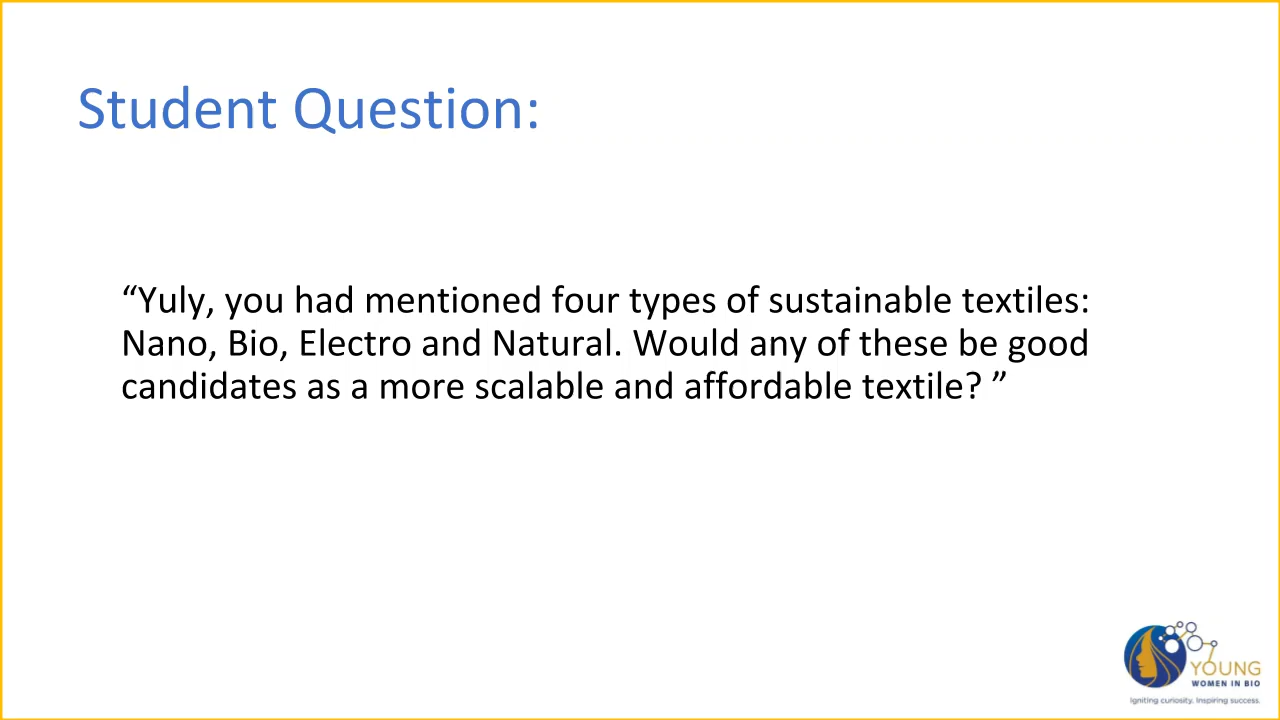 Student Question:
“Yuly, you had mentioned four types of sustainable textiles:
Nano, Bio, Electro and Natural. Would any of these be good
candidates as a more scalable and affordable textile? ”
YOUNG
WOMEN IN BIO
Igniting curiosity. Inspiring success.